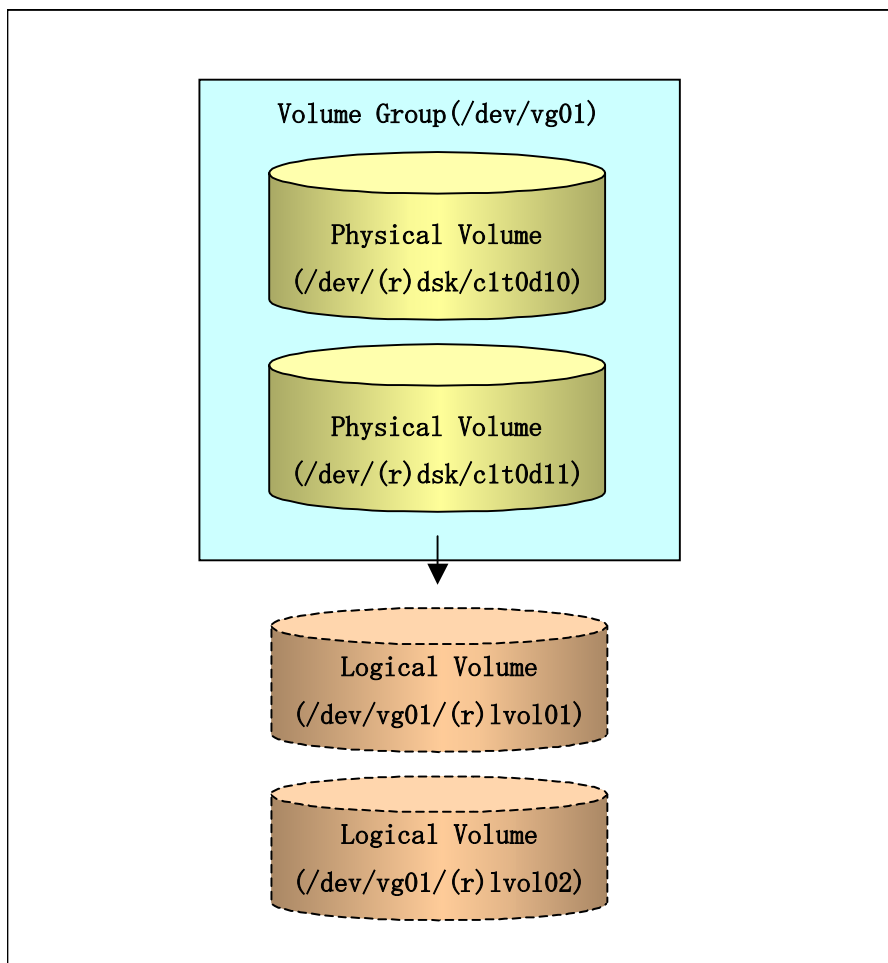 Volume Group(/dev/vg01)
Physical Volume
(/dev/(r)dsk/c1t0d10)
Physical Volume
(/dev/(r)dsk/c1t0d11)
Logical Volume
(/dev/vg01/(r)lvol01)
Logical Volume
(/dev/vg01/(r)lvol02)